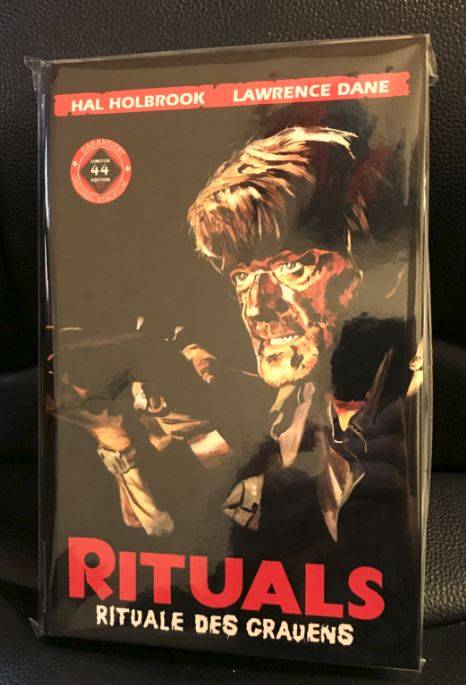 HAL HOLBROOK LAWRENCE DANE
LIMITED
44
EDITION
RITUALS
RITUALE DES GRAUENS